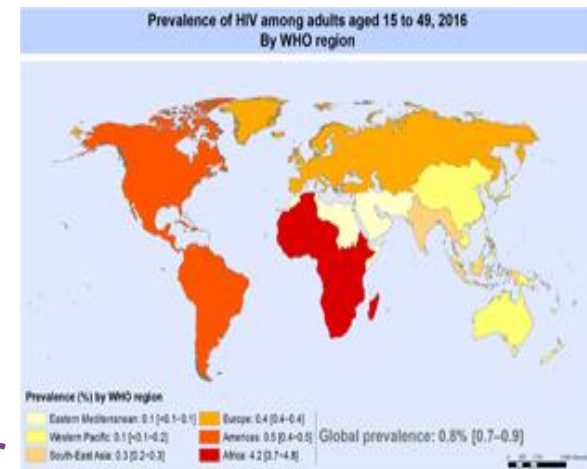 Prevalence of HIV among adults aged 15 to 49, 2016
By WHO region
Prevalence (%) by WHO region
Eastern Mediterranean: 0.1 [<0.1–0.1]
Western Pacific: 0.1 [<0.1–0.2]
South-East Asia: 0.3 [0.2–0.3]
Europe: 0.4 [0.4–0.4]
Americas: 0.5 [0.4–0.5]
Africa: 4.2 [3.7–4.8]
Global prevalence: 0.8% [0.7–0.9]